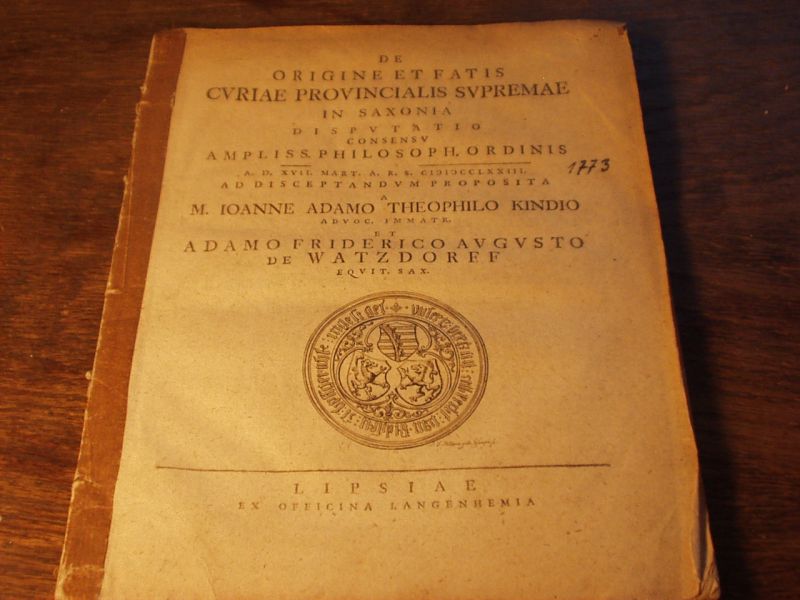 DE
ORIGINE ET FATIS
CVRIAE PROVINCIALIS SVPREMAE
IN SAXONIA
DISPVTATIO
CONSENSV
AMPLISS. PHILOSOPH. ORDINIS
A. D. XVII. MART. A. R. S. CIƆIƆCCLXXIII.
1773
AD DISCEPTANDVM PROPOSITA
A
M. IOANNE ADAMO THEOPHILO KINDIO
ADVOC. IMMATR.
ET
ADAMO FRIDERICO AVGVSTO
DE WATZDORFF
EQVIT. SAX.
LIPSIAE
EX OFFICINA LANGENHEMIA